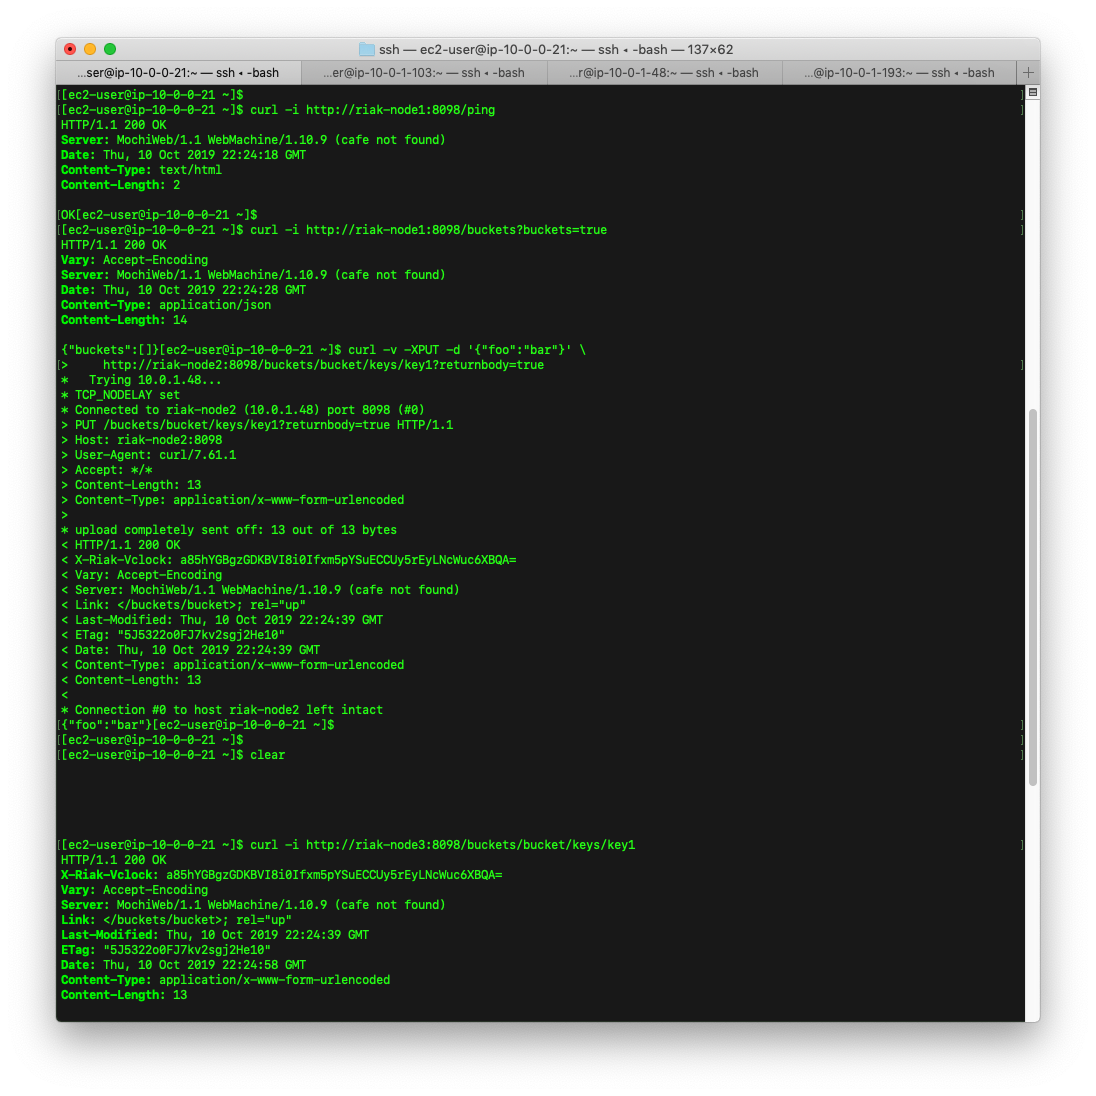 ssh — ec2-user@ip-10-0-0-21:~ — ssh ◂ -bash — 137×62
...ser@ip-10-0-0-21:~ — ssh ◂ -bash ...er@ip-10-0-1-103:~ — ssh ◂ -bash ...r@ip-10-0-1-48:~ — ssh ◂ -bash ...@ip-10-0-1-193:~ — ssh ◂ -bash +
[[ec2-user@ip-10-0-0-21 ~]$ ]
[[ec2-user@ip-10-0-0-21 ~]$ curl -i http://riak-node1:8098/ping ]
HTTP/1.1 200 OK
Server: MochiWeb/1.1 WebMachine/1.10.9 (cafe not found)
Date: Thu, 10 Oct 2019 22:24:18 GMT
Content-Type: text/html
Content-Length: 2

[OK[ec2-user@ip-10-0-0-21 ~]$ ]
[[ec2-user@ip-10-0-0-21 ~]$ curl -i http://riak-node1:8098/buckets?buckets=true ]
HTTP/1.1 200 OK
Vary: Accept-Encoding
Server: MochiWeb/1.1 WebMachine/1.10.9 (cafe not found)
Date: Thu, 10 Oct 2019 22:24:28 GMT
Content-Type: application/json
Content-Length: 14

{"buckets":[]}[ec2-user@ip-10-0-0-21 ~]$ curl -v -XPUT -d '{"foo":"bar"}' \
[>     http://riak-node2:8098/buckets/bucket/keys/key1?returnbody=true ]
*   Trying 10.0.1.48...
* TCP_NODELAY set
* Connected to riak-node2 (10.0.1.48) port 8098 (#0)
> PUT /buckets/bucket/keys/key1?returnbody=true HTTP/1.1
> Host: riak-node2:8098
> User-Agent: curl/7.61.1
> Accept: */*
> Content-Length: 13
> Content-Type: application/x-www-form-urlencoded
>
* upload completely sent off: 13 out of 13 bytes
< HTTP/1.1 200 OK
< X-Riak-Vclock: a85hYGBgzGDKBVI8i0Ifxm5pYSuECCUy5rEyLNcWuc6XBQA=
< Vary: Accept-Encoding
< Server: MochiWeb/1.1 WebMachine/1.10.9 (cafe not found)
< Link: </buckets/bucket>; rel="up"
< Last-Modified: Thu, 10 Oct 2019 22:24:39 GMT
< ETag: "5J5322o0FJ7kv2sgj2He10"
< Date: Thu, 10 Oct 2019 22:24:39 GMT
< Content-Type: application/x-www-form-urlencoded
< Content-Length: 13
<
* Connection #0 to host riak-node2 left intact
[{"foo":"bar"}[ec2-user@ip-10-0-0-21 ~]$ ]
[[ec2-user@ip-10-0-0-21 ~]$ ]
[[ec2-user@ip-10-0-0-21 ~]$ clear ]

[[ec2-user@ip-10-0-0-21 ~]$ curl -i http://riak-node3:8098/buckets/bucket/keys/key1 ]
HTTP/1.1 200 OK
X-Riak-Vclock: a85hYGBgzGDKBVI8i0Ifxm5pYSuECCUy5rEyLNcWuc6XBQA=
Vary: Accept-Encoding
Server: MochiWeb/1.1 WebMachine/1.10.9 (cafe not found)
Link: </buckets/bucket>; rel="up"
Last-Modified: Thu, 10 Oct 2019 22:24:39 GMT
ETag: "5J5322o0FJ7kv2sgj2He10"
Date: Thu, 10 Oct 2019 22:24:58 GMT
Content-Type: application/x-www-form-urlencoded
Content-Length: 13